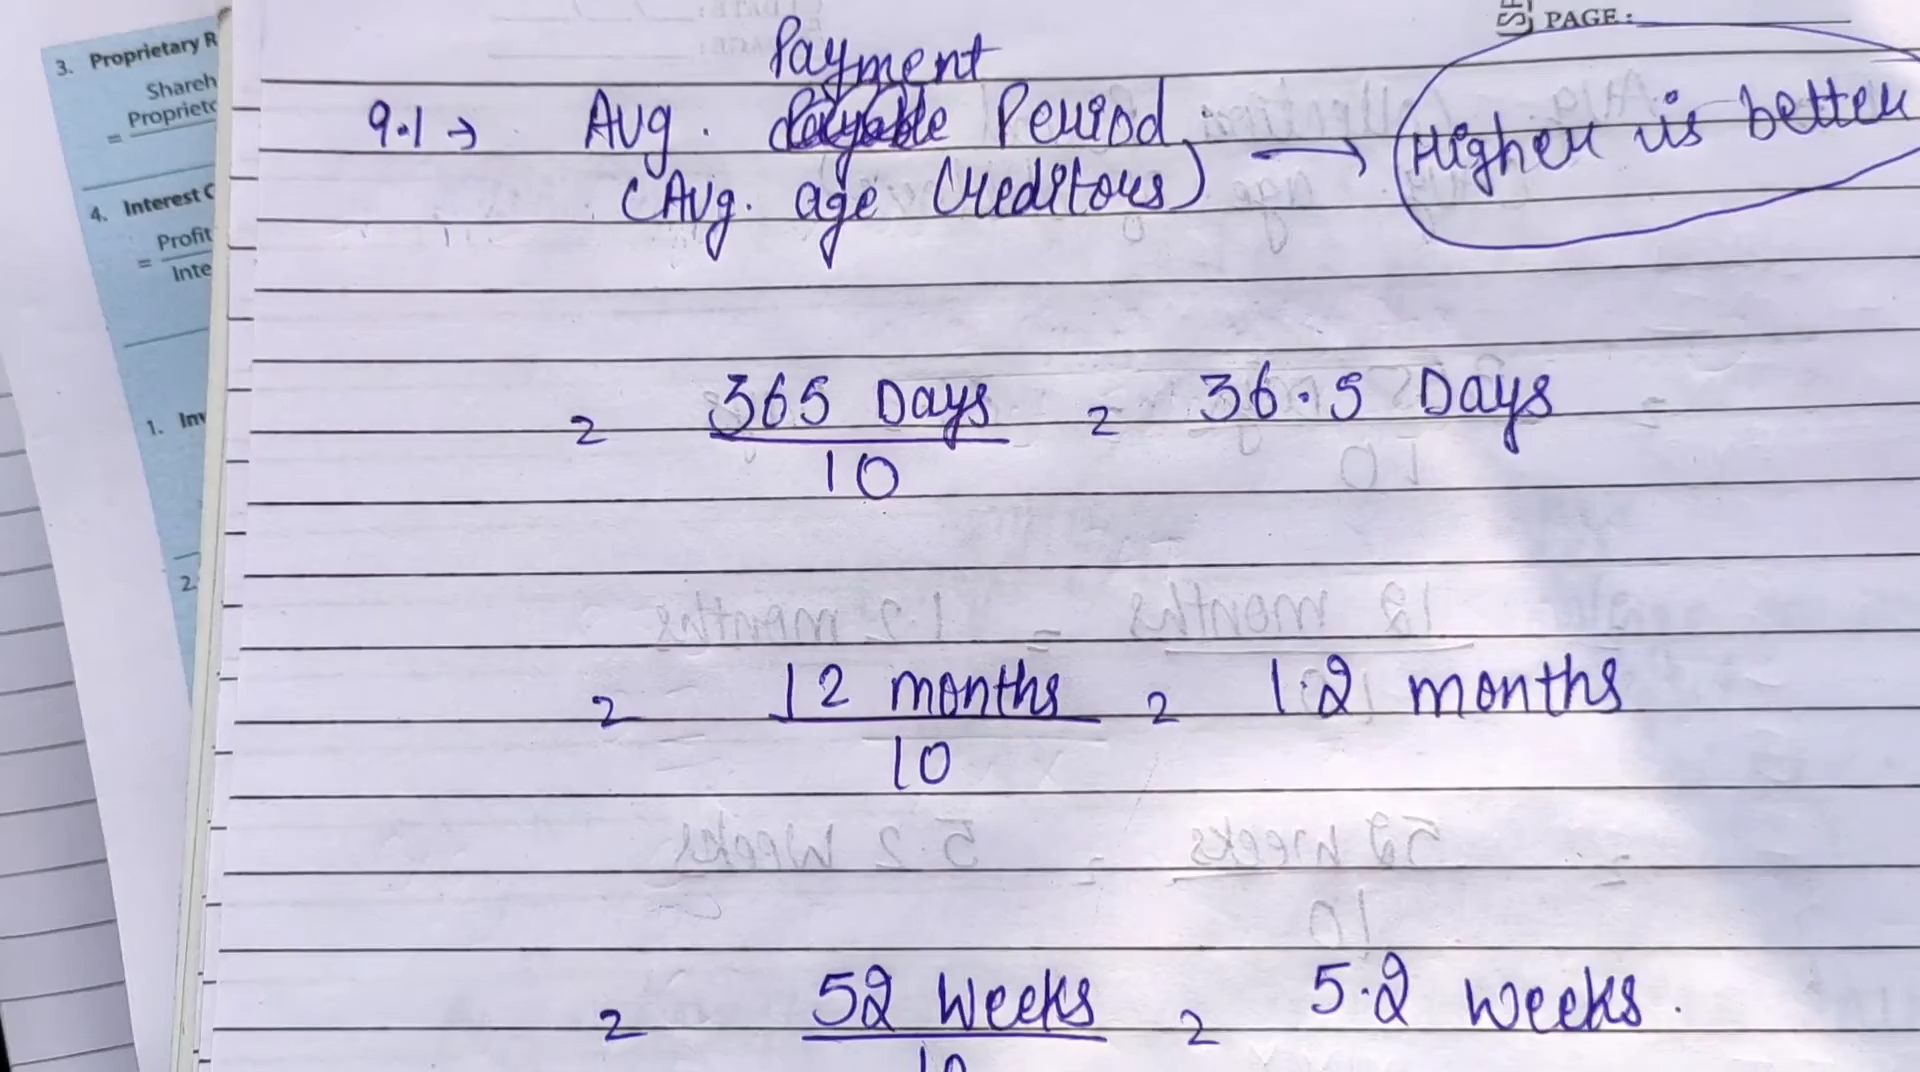 PAGE:
3. Proprietary R
Shareh
= Proprieto
4. Interest C
= Profit
Inte
1. Inv
2.
Payment
9.1 → Avg. Period → Higher is better
(Avg. age Creditors)
= 365 Days = 36.5 Days
10
= 12 months = 1.2 months
10
= 52 Weeks = 5.2 Weeks.
10